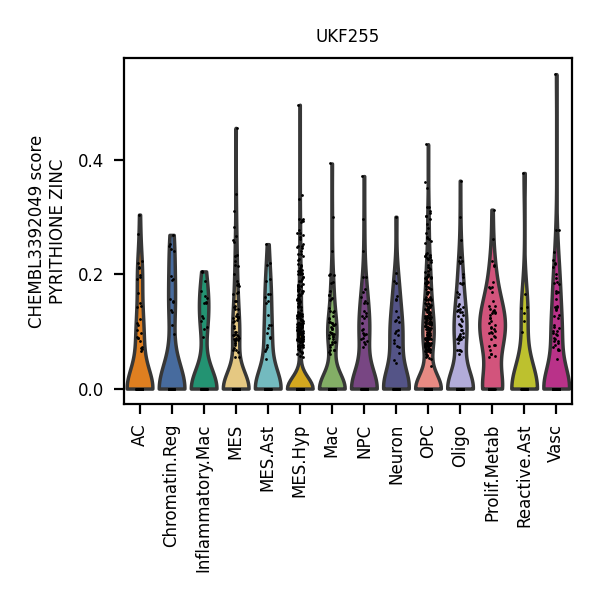 UKF255
CHEMBL3392049 score
PYRITHIONE ZINC
0.4
0.2
0.0
AC
Chromatin.Reg
Inflammatory.Mac
MES
MES.Ast
MES.Hyp
Mac
NPC
Neuron
OPC
Oligo
Prolif.Metab
Reactive.Ast
Vasc